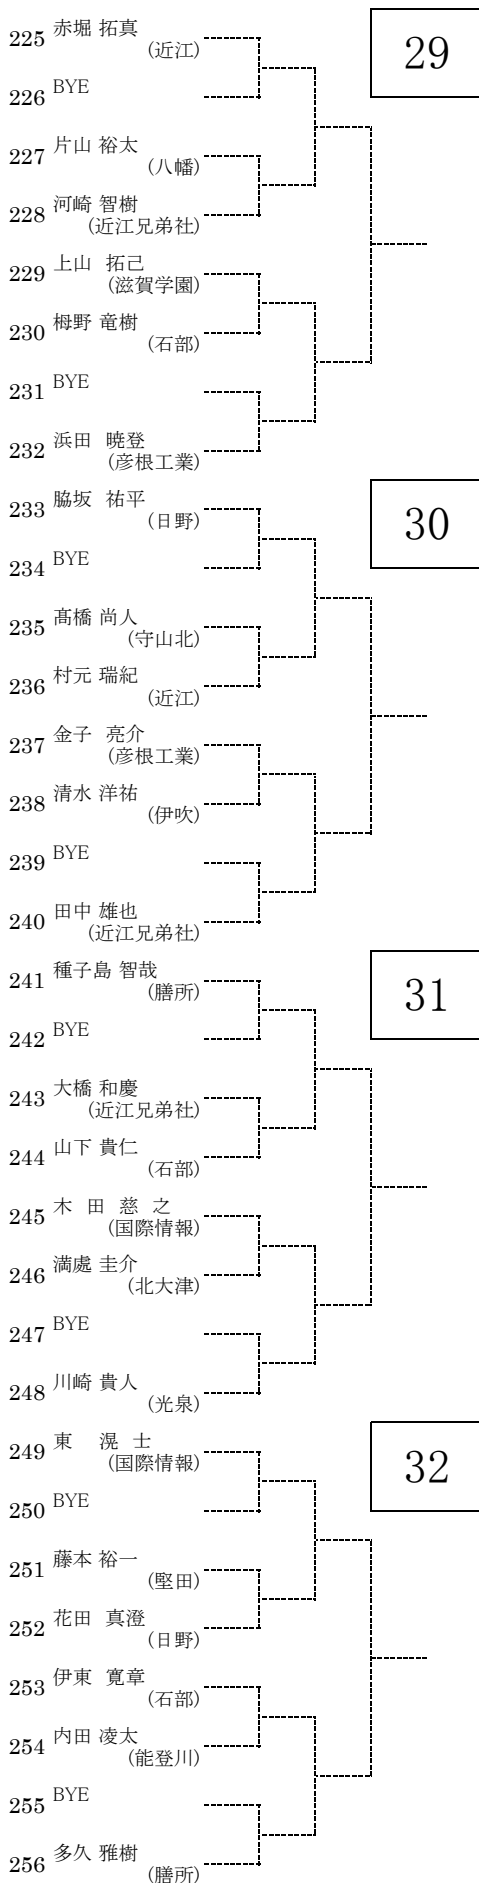 225 赤堀 拓真
(近江)
29
226 BYE
227 片山 裕太
(八幡)
228 河崎 智樹
(近江兄弟社)
229 上山 拓己
(滋賀学園)
230 栂野 竜樹
(石部)
231 BYE
232 浜田 暁登
(彦根工業)
233 脇坂 祐平
(日野)
30
234 BYE
235 髙橋 尚人
(守山北)
236 村元 瑞紀
(近江)
237 金子 亮介
(彦根工業)
238 清水 洋祐
(伊吹)
239 BYE
240 田中 雄也
(近江兄弟社)
241 種子島 智哉
(膳所)
31
242 BYE
243 大橋 和慶
(近江兄弟社)
244 山下 貴仁
(石部)
245 木田 慈之
(国際情報)
246 満處 圭介
(北大津)
247 BYE
248 川崎 貴人
(光泉)
249 東 滉士
(国際情報)
32
250 BYE
251 藤本 裕一
(堅田)
252 花田 真澄
(日野)
253 伊東 寛章
(石部)
254 内田 凌太
(能登川)
255 BYE
256 多久 雅樹
(膳所)